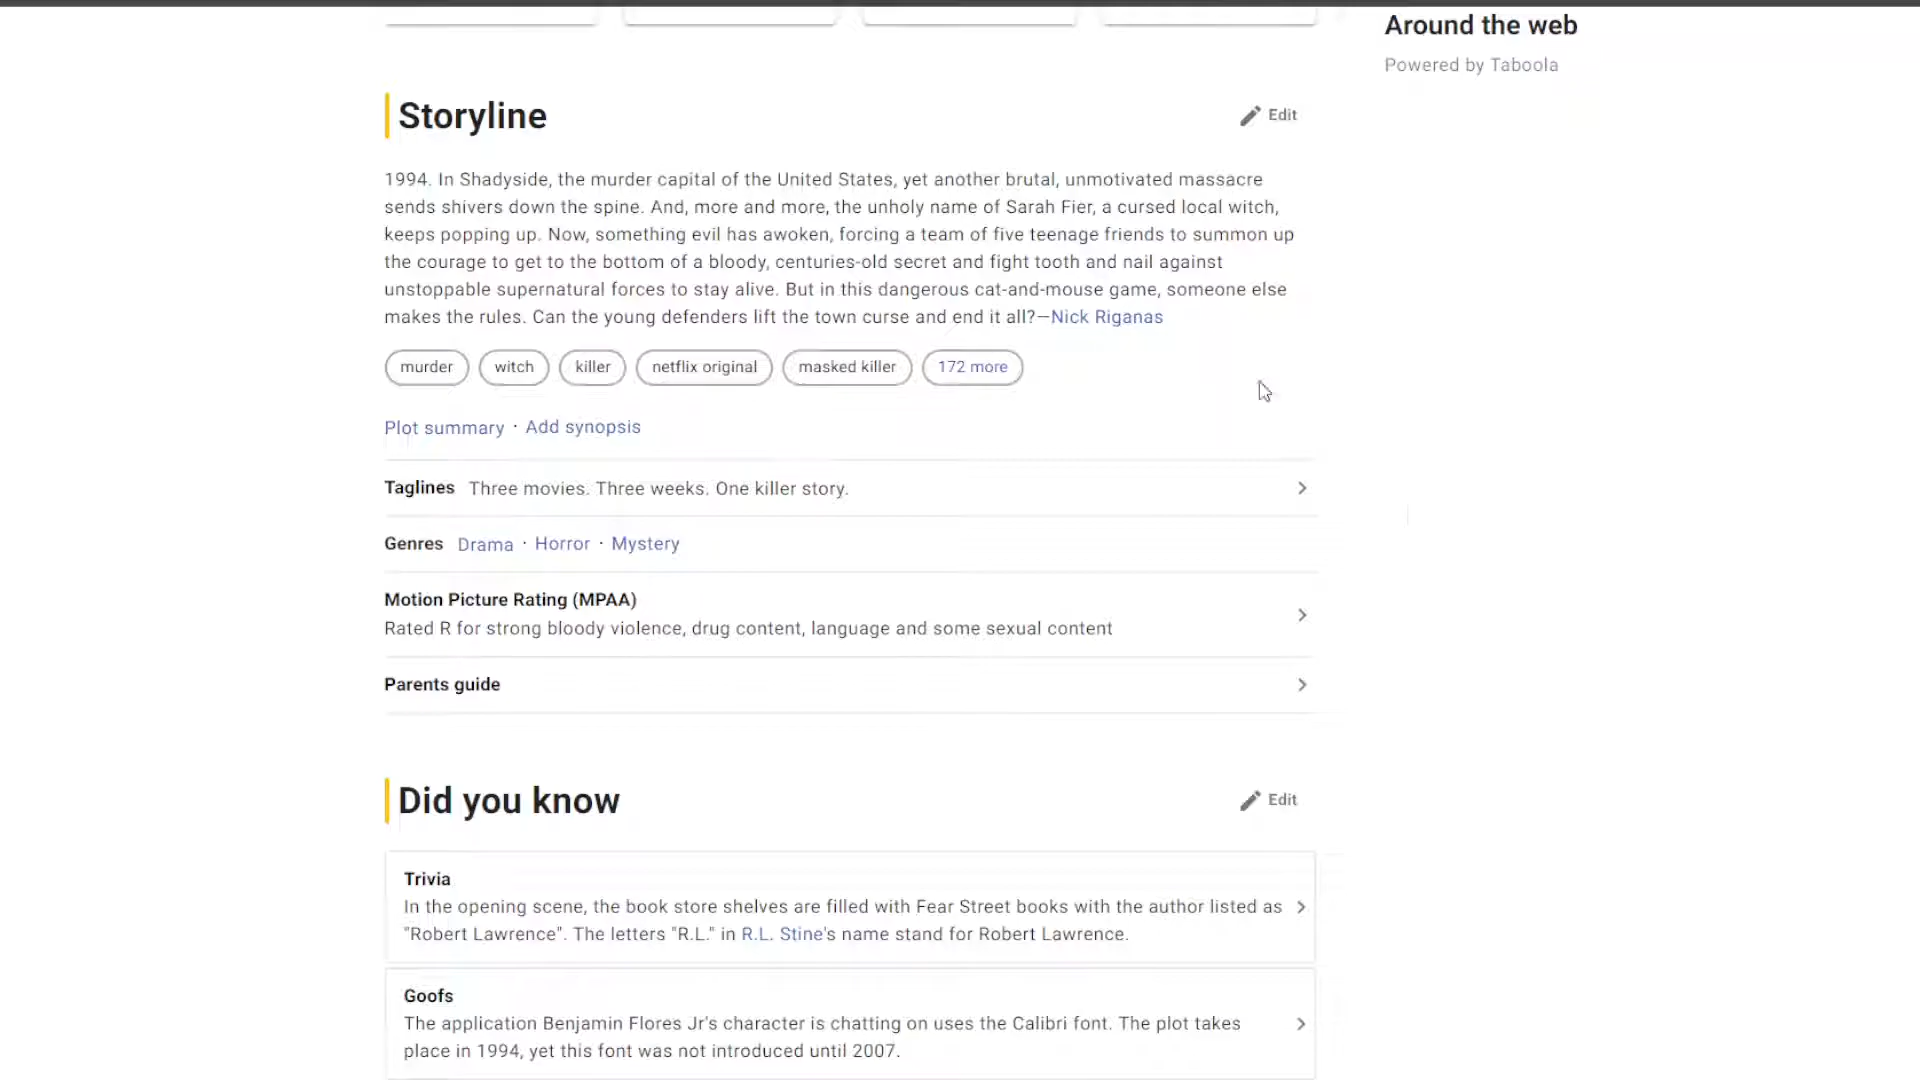 Around the web
Powered by Taboola
Storyline
Edit
1994. In Shadyside, the murder capital of the United States, yet another brutal, unmotivated massacre
sends shivers down the spine. And, more and more, the unholy name of Sarah Fier, a cursed local witch,
keeps popping up. Now, something evil has awoken, forcing a team of five teenage friends to summon up
the courage to get to the bottom of a bloody, centuries-old secret and fight tooth and nail against
unstoppable supernatural forces to stay alive. But in this dangerous cat-and-mouse game, someone else
makes the rules. Can the young defenders lift the town curse and end it all?—Nick Riganas
murder witch killer netflix original masked killer 172 more
Plot summary · Add synopsis
Taglines Three movies. Three weeks. One killer story.
Genres Drama · Horror · Mystery
Motion Picture Rating (MPAA)
Rated R for strong bloody violence, drug content, language and some sexual content
Parents guide
Did you know
Edit
Trivia
In the opening scene, the book store shelves are filled with Fear Street books with the author listed as
"Robert Lawrence". The letters "R.L." in R.L. Stine's name stand for Robert Lawrence.
Goofs
The application Benjamin Flores Jr's character is chatting on uses the Calibri font. The plot takes
place in 1994, yet this font was not introduced until 2007.